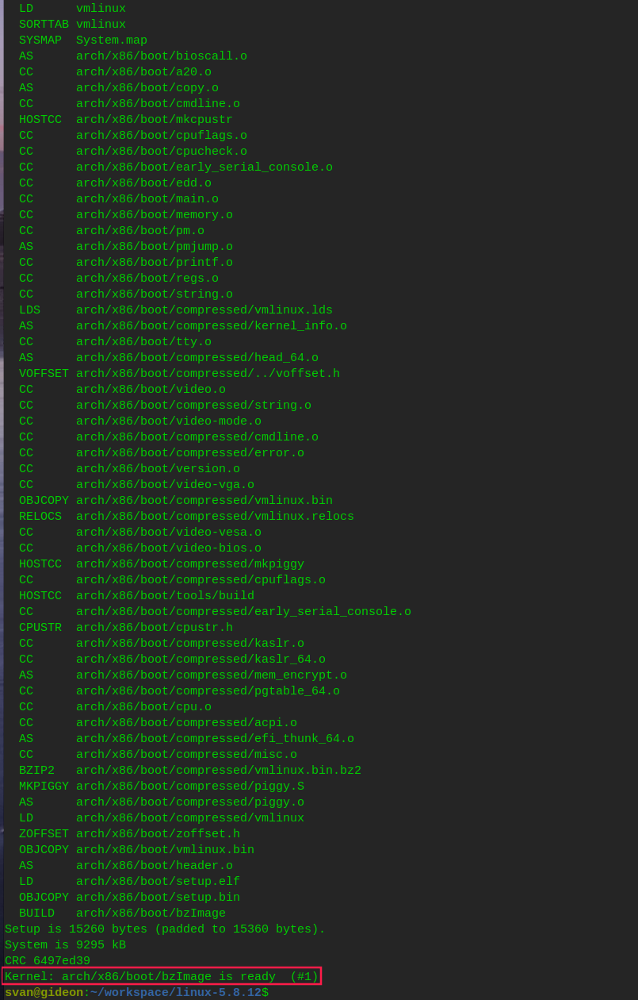 LD      vmlinux
SORTTAB vmlinux
SYSMAP  System.map
AS      arch/x86/boot/bioscall.o
CC      arch/x86/boot/a20.o
AS      arch/x86/boot/copy.o
CC      arch/x86/boot/cmdline.o
HOSTCC  arch/x86/boot/mkcpustr
CC      arch/x86/boot/cpuflags.o
CC      arch/x86/boot/cpucheck.o
CC      arch/x86/boot/early_serial_console.o
CC      arch/x86/boot/edd.o
CC      arch/x86/boot/main.o
CC      arch/x86/boot/memory.o
CC      arch/x86/boot/pm.o
AS      arch/x86/boot/pmjump.o
CC      arch/x86/boot/printf.o
CC      arch/x86/boot/regs.o
CC      arch/x86/boot/string.o
LDS     arch/x86/boot/compressed/vmlinux.lds
AS      arch/x86/boot/compressed/kernel_info.o
CC      arch/x86/boot/tty.o
AS      arch/x86/boot/compressed/head_64.o
VOFFSET arch/x86/boot/compressed/../voffset.h
CC      arch/x86/boot/video.o
CC      arch/x86/boot/compressed/string.o
CC      arch/x86/boot/video-mode.o
CC      arch/x86/boot/compressed/cmdline.o
CC      arch/x86/boot/compressed/error.o
CC      arch/x86/boot/version.o
CC      arch/x86/boot/video-vga.o
OBJCOPY arch/x86/boot/compressed/vmlinux.bin
RELOCS  arch/x86/boot/compressed/vmlinux.relocs
CC      arch/x86/boot/video-vesa.o
CC      arch/x86/boot/video-bios.o
HOSTCC  arch/x86/boot/compressed/mkpiggy
CC      arch/x86/boot/compressed/cpuflags.o
HOSTCC  arch/x86/boot/tools/build
CC      arch/x86/boot/compressed/early_serial_console.o
CPUSTR  arch/x86/boot/cpustr.h
CC      arch/x86/boot/compressed/kaslr.o
CC      arch/x86/boot/compressed/kaslr_64.o
AS      arch/x86/boot/compressed/mem_encrypt.o
CC      arch/x86/boot/compressed/pgtable_64.o
CC      arch/x86/boot/cpu.o
CC      arch/x86/boot/compressed/acpi.o
AS      arch/x86/boot/compressed/efi_thunk_64.o
CC      arch/x86/boot/compressed/misc.o
BZIP2   arch/x86/boot/compressed/vmlinux.bin.bz2
MKPIGGY arch/x86/boot/compressed/piggy.S
AS      arch/x86/boot/compressed/piggy.o
LD      arch/x86/boot/compressed/vmlinux
ZOFFSET arch/x86/boot/zoffset.h
OBJCOPY arch/x86/boot/vmlinux.bin
AS      arch/x86/boot/header.o
LD      arch/x86/boot/setup.elf
OBJCOPY arch/x86/boot/setup.bin
BUILD   arch/x86/boot/bzImage
Setup is 15260 bytes (padded to 15360 bytes).
System is 9295 kB
CRC 6497ed39
Kernel: arch/x86/boot/bzImage is ready  (#1)
svan@gideon:~/workspace/linux-5.8.12$